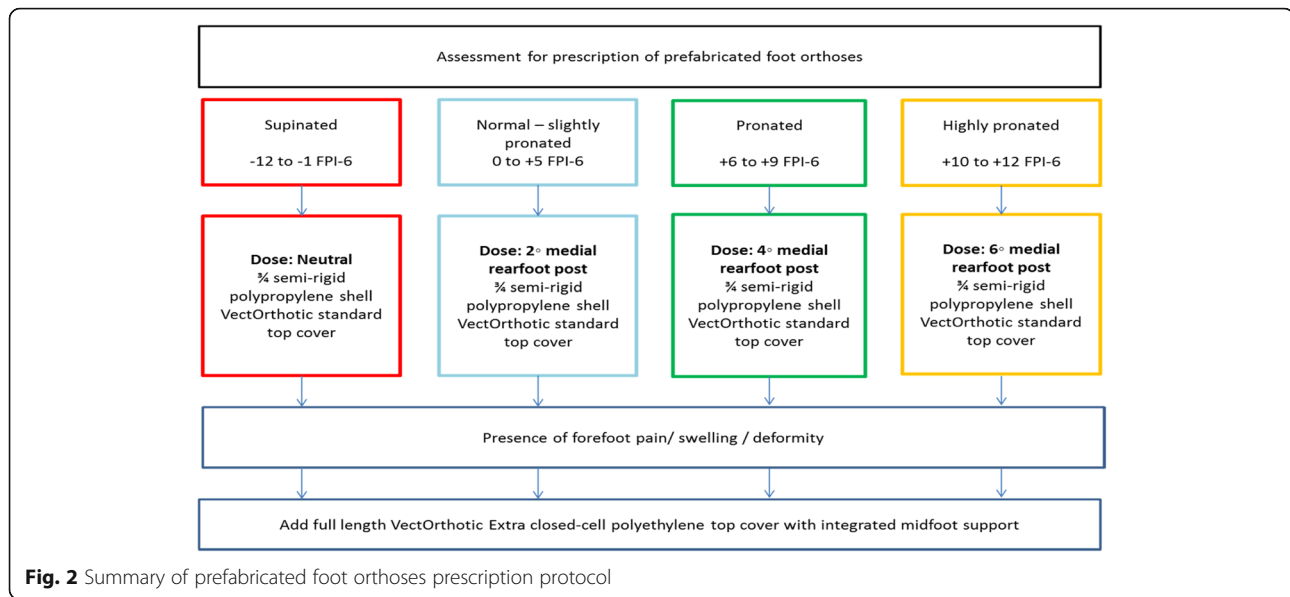 Assessment for prescription of prefabricated foot orthoses
Supinated
-12 to -1 FPI-6
Normal – slightly
pronated
0 to +5 FPI-6
Pronated
+6 to +9 FPI-6
Highly pronated
+10 to +12 FPI-6
Dose: Neutral
¾ semi-rigid
polypropylene shell
VectOrthotic standard
top cover
Dose: 2◦ medial
rearfoot post
¾ semi-rigid
polypropylene shell
VectOrthotic standard
top cover
Dose: 4◦ medial
rearfoot post
¾ semi-rigid
polypropylene shell
VectOrthotic standard
top cover
Dose: 6◦ medial
rearfoot post
¾ semi-rigid
polypropylene shell
VectOrthotic standard
top cover
Presence of forefoot pain/ swelling / deformity
Add full length VectOrthotic Extra closed-cell polyethylene top cover with integrated midfoot support
Fig. 2 Summary of prefabricated foot orthoses prescription protocol